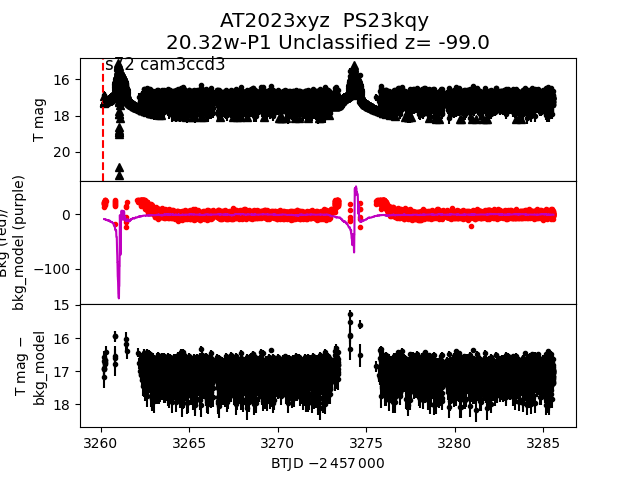 AT2023xyz PS23kqy
20.32w-P1 Unclassified z= -99.0
s72 cam3ccd3
16
18
20
T mag
0
−100
Bkg (red)/
bkg_model (purple)
15
16
17
18
T mag −
bkg_model
3260
3265
3270
3275
3280
3285
BTJD −2 457 000